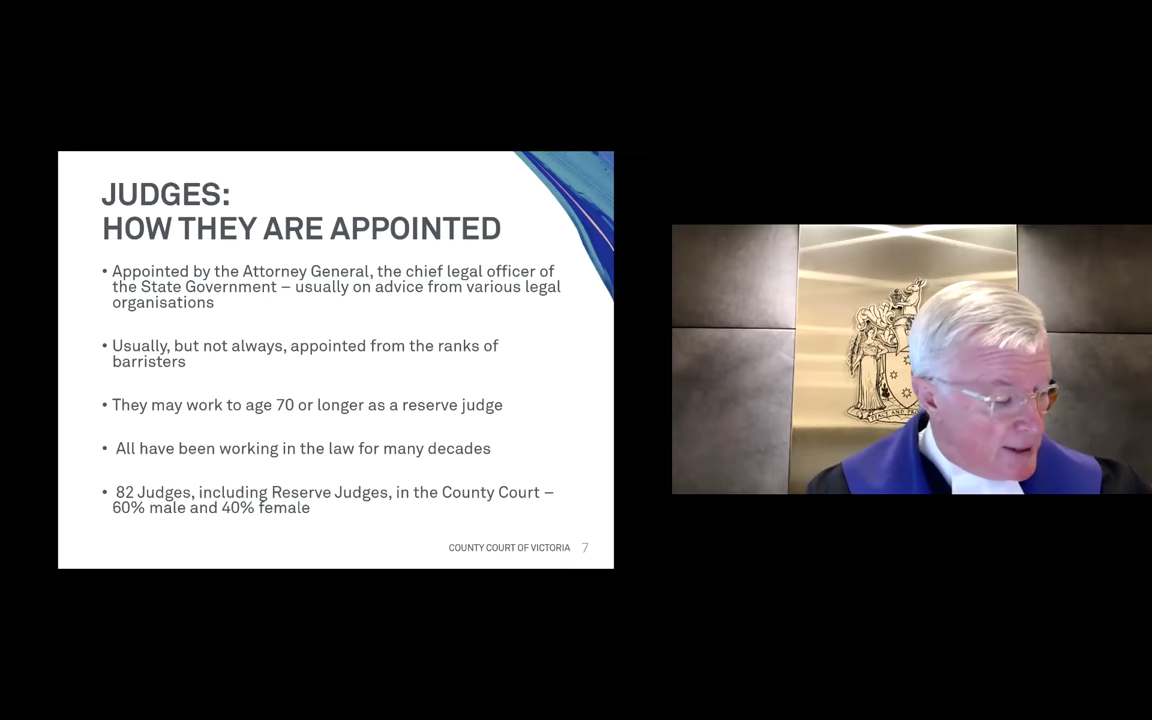 JUDGES:
HOW THEY ARE APPOINTED
• Appointed by the Attorney General, the chief legal officer of
the State Government – usually on advice from various legal
organisations
• Usually, but not always, appointed from the ranks of
barristers
• They may work to age 70 or longer as a reserve judge
• All have been working in the law for many decades
• 82 Judges, including Reserve Judges, in the County Court –
60% male and 40% female
COUNTY COURT OF VICTORIA 7
PEACE AND